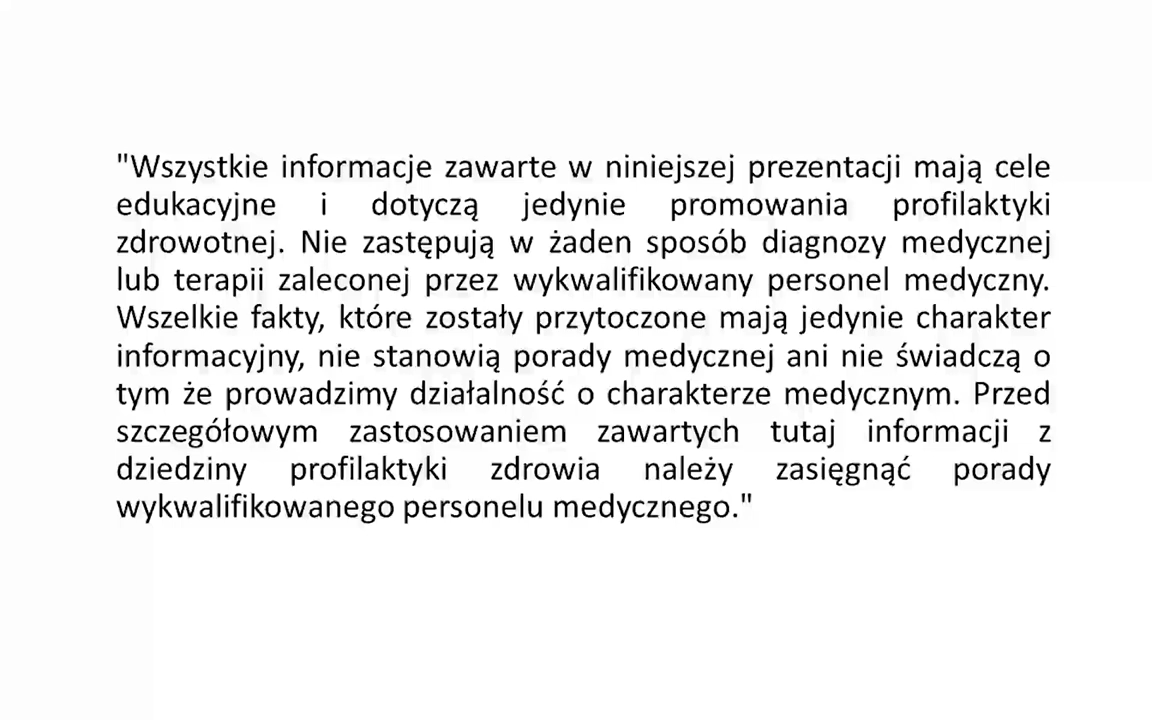 "Wszystkie informacje zawarte w niniejszej prezentacji mają cele
edukacyjne i dotyczą jedynie promowania profilaktyki
zdrowotnej. Nie zastępują w żaden sposób diagnozy medycznej
lub terapii zaleconej przez wykwalifikowany personel medyczny.
Wszelkie fakty, które zostały przytoczone mają jedynie charakter
informacyjny, nie stanowią porady medycznej ani nie świadczą o
tym że prowadzimy działalność o charakterze medycznym. Przed
szczegółowym zastosowaniem zawartych tutaj informacji z
dziedziny profilaktyki zdrowia należy zasięgnąć porady
wykwalifikowanego personelu medycznego."